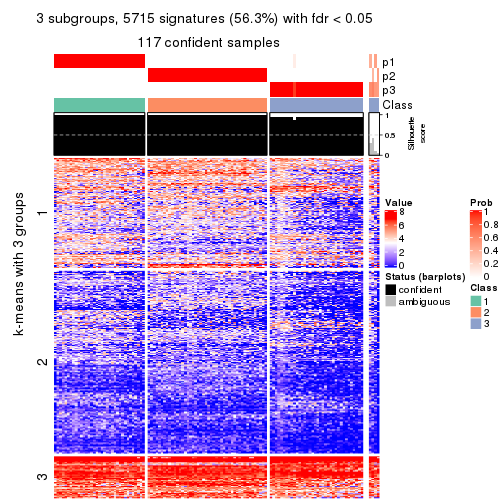 3 subgroups, 5715 signatures (56.3%) with fdr < 0.05
117 confident samples
p1
p2
p3
Class
1
0.5
0
Silhouette
score
k-means with 3 groups
1
2
3
Value
8
6
4
2
0
Status (barplots)
confident
ambiguous
Prob
1
0.8
0.6
0.4
0.2
0
Class
1
2
3